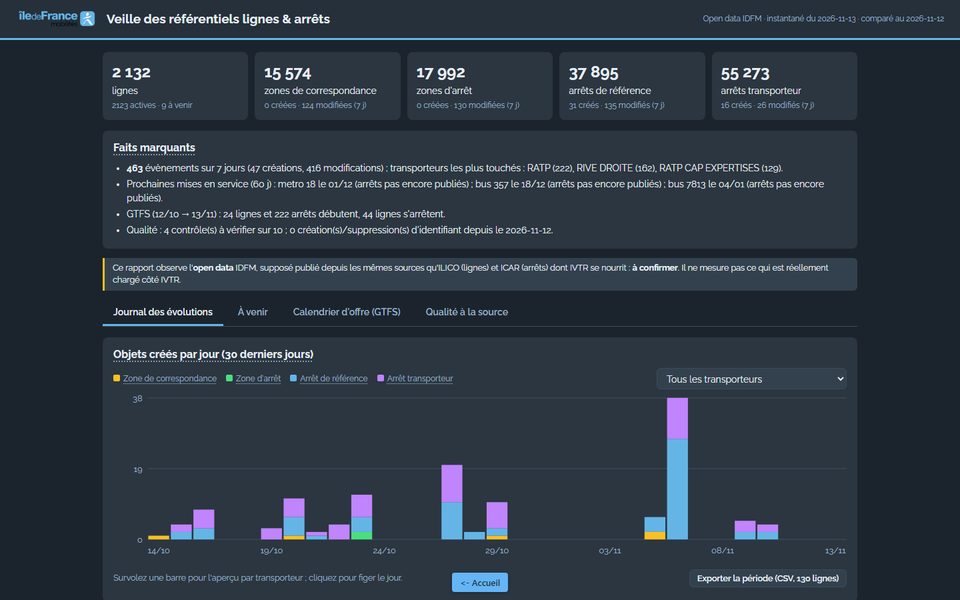 îledeFrance
mobilités
Veille des référentiels lignes & arrêts
Open data IDFM · instantané du 2026-11-13 · comparé au 2026-11-12
2 132
lignes
2123 actives · 9 à venir
15 574
zones de correspondance
0 créées · 124 modifiées (7 j)
17 992
zones d'arrêt
0 créées · 130 modifiées (7 j)
37 895
arrêts de référence
31 créés · 135 modifiés (7 j)
55 273
arrêts transporteur
16 créés · 26 modifiés (7 j)
Faits marquants
• 463 évènements sur 7 jours (47 créations, 416 modifications) ; transporteurs les plus touchés : RATP (222), RIVE DROITE (162), RATP CAP EXPERTISES (129).
• Prochaines mises en service (60 j) : metro 18 le 01/12 (arrêts pas encore publiés) ; bus 357 le 18/12 (arrêts pas encore publiés) ; bus 7813 le 04/01 (arrêts pas encore
publiés).
• GTFS (12/10 → 13/11) : 24 lignes et 222 arrêts débutent, 44 lignes s'arrêtent.
• Qualité : 4 contrôle(s) à vérifier sur 10 ; 0 création(s)/suppression(s) d'identifiant depuis le 2026-11-12.
Ce rapport observe l'open data IDFM, supposé publié depuis les mêmes sources qu'ILICO (lignes) et ICAR (arrêts) dont IVTR se nourrit : à confirmer. Il ne mesure pas ce qui est réellement
chargé côté IVTR.
Journal des évolutions
À venir
Calendrier d'offre (GTFS)
Qualité à la source
Objets créés par jour (30 derniers jours)
Zone de correspondance
Zone d'arrêt
Arrêt de référence
Arrêt transporteur
Tous les transporteurs
38
19
0
14/10
19/10
24/10
29/10
03/11
08/11
13/11
Survolez une barre pour l'aperçu par transporteur ; cliquez pour figer le jour.
<- Accueil
Exporter la période (CSV, 130 lignes)